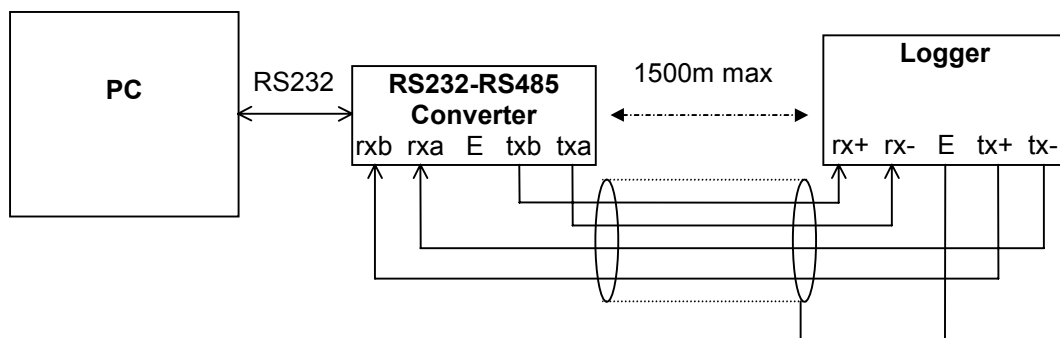 PC
RS232
RS232-RS485
Converter
rxb rxa E txb txa
1500m max
Logger
rx+ rx- E tx+ tx-